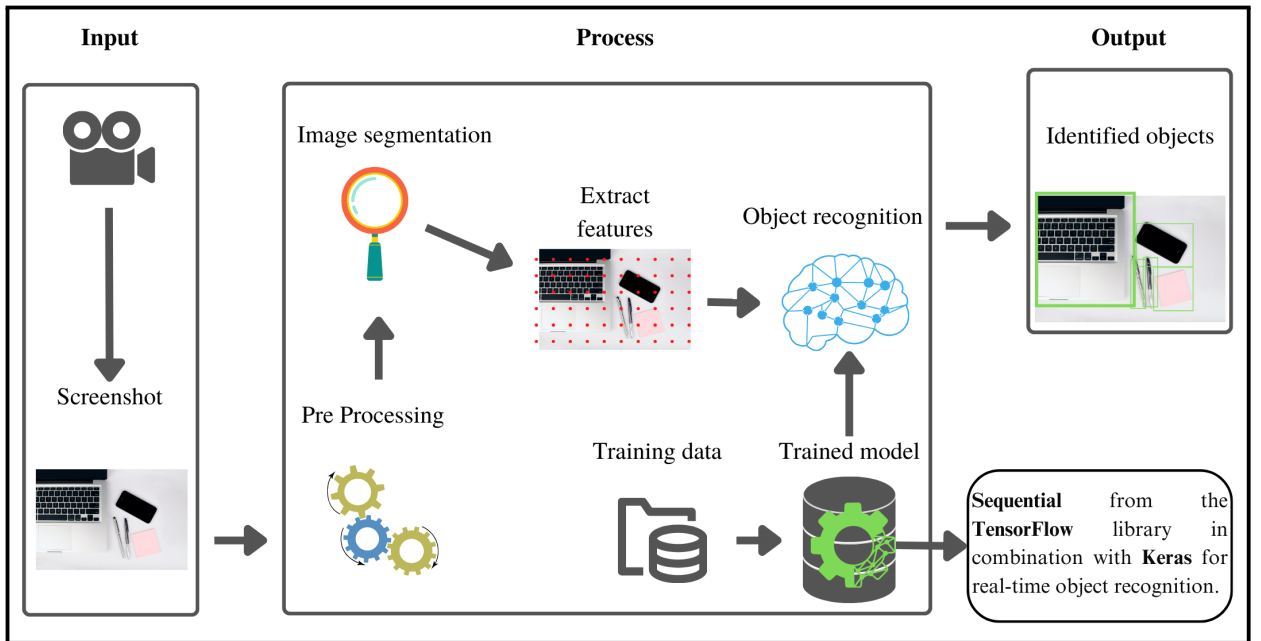 Input
Process
Output
Screenshot
Image segmentation
Pre Processing
Extract
features
Object recognition
Training data
Trained model
Identified objects
Sequential from the
TensorFlow library in
combination with Keras for
real-time object recognition.